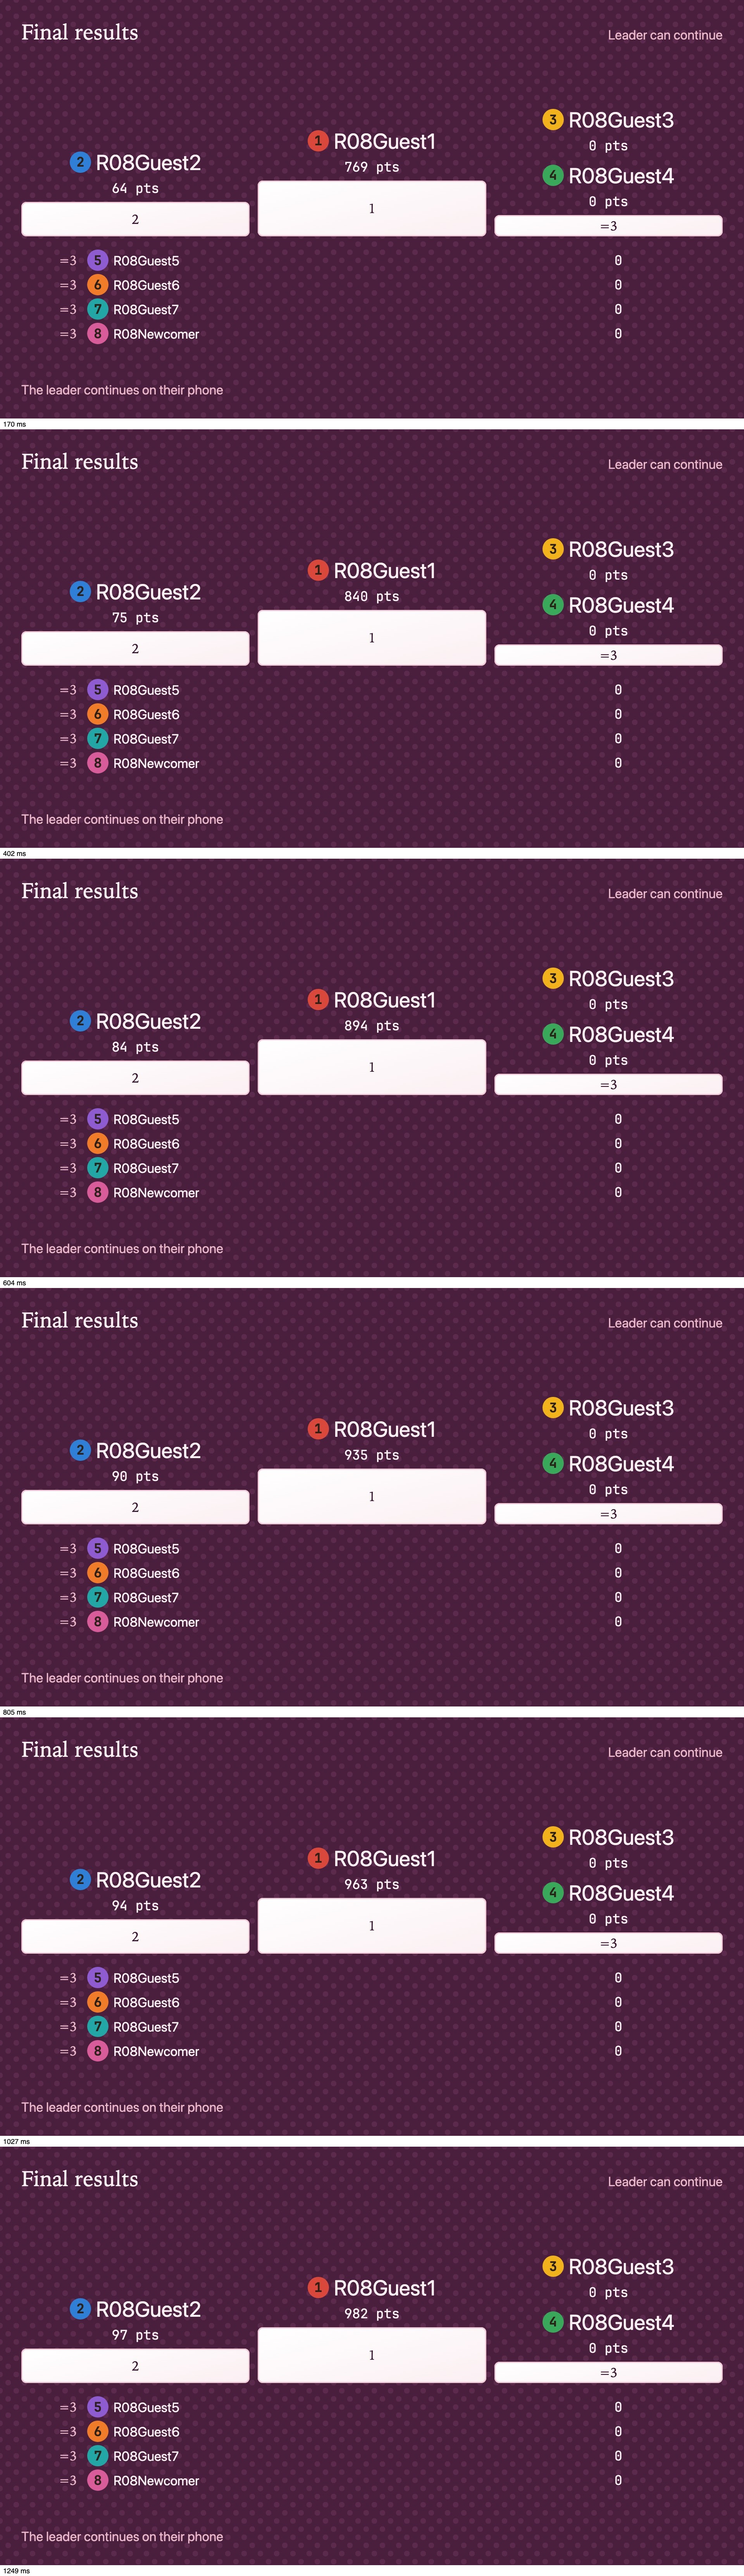 Final results
Leader can continue
3 R08Guest3
0 pts
1 R08Guest1
769 pts
2 R08Guest2
64 pts
4 R08Guest4
0 pts
2
1
=3
=3 5 R08Guest5 0
=3 6 R08Guest6 0
=3 7 R08Guest7 0
=3 8 R08Newcomer 0
The leader continues on their phone
170 ms
Final results
Leader can continue
3 R08Guest3
0 pts
1 R08Guest1
840 pts
2 R08Guest2
75 pts
4 R08Guest4
0 pts
2
1
=3
=3 5 R08Guest5 0
=3 6 R08Guest6 0
=3 7 R08Guest7 0
=3 8 R08Newcomer 0
The leader continues on their phone
402 ms
Final results
Leader can continue
3 R08Guest3
0 pts
1 R08Guest1
894 pts
2 R08Guest2
84 pts
4 R08Guest4
0 pts
2
1
=3
=3 5 R08Guest5 0
=3 6 R08Guest6 0
=3 7 R08Guest7 0
=3 8 R08Newcomer 0
The leader continues on their phone
604 ms
Final results
Leader can continue
3 R08Guest3
0 pts
1 R08Guest1
935 pts
2 R08Guest2
90 pts
4 R08Guest4
0 pts
2
1
=3
=3 5 R08Guest5 0
=3 6 R08Guest6 0
=3 7 R08Guest7 0
=3 8 R08Newcomer 0
The leader continues on their phone
805 ms
Final results
Leader can continue
3 R08Guest3
0 pts
1 R08Guest1
963 pts
2 R08Guest2
94 pts
4 R08Guest4
0 pts
2
1
=3
=3 5 R08Guest5 0
=3 6 R08Guest6 0
=3 7 R08Guest7 0
=3 8 R08Newcomer 0
The leader continues on their phone
1027 ms
Final results
Leader can continue
3 R08Guest3
0 pts
1 R08Guest1
982 pts
2 R08Guest2
97 pts
4 R08Guest4
0 pts
2
1
=3
=3 5 R08Guest5 0
=3 6 R08Guest6 0
=3 7 R08Guest7 0
=3 8 R08Newcomer 0
The leader continues on their phone
1249 ms